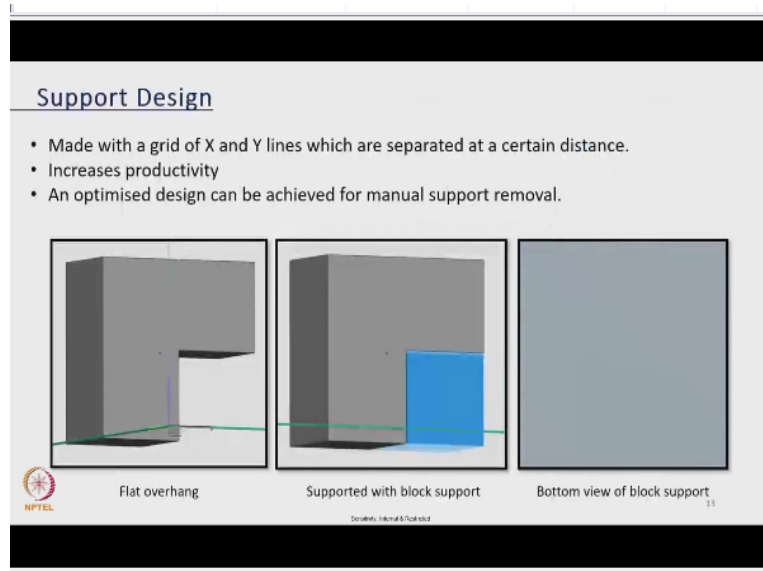 Support Design
• Made with a grid of X and Y lines which are separated at a certain distance.
• Increases productivity
• An optimised design can be achieved for manual support removal.
Flat overhang
Supported with block support
Bottom view of block support
NPTEL
13
Sensitivity: Internal & Restricted